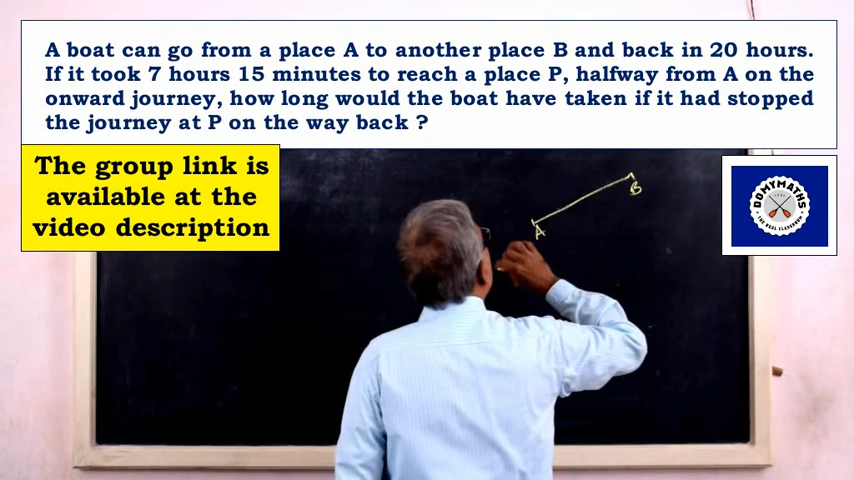 A boat can go from a place A to another place B and back in 20 hours.
If it took 7 hours 15 minutes to reach a place P, halfway from A on the
onward journey, how long would the boat have taken if it had stopped
the journey at P on the way back ?
The group link is
available at the
video description
DOMYMATHS
THE REAL CLASSROOM
B
A